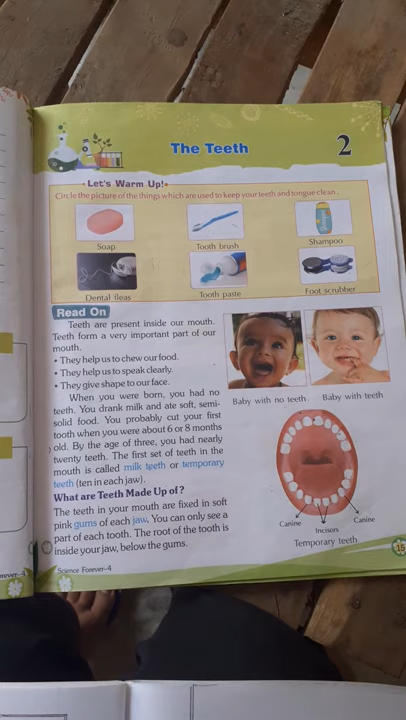 The Teeth
2
Let's Warm Up!
Circle the picture of the things which are used to keep your teeth and tongue clean.
Soap
Tooth brush
Shampoo
Dental fleas
Tooth paste
Foot scrubber
Read On
Teeth are present inside our mouth.
Teeth form a very important part of our
mouth.
• They help us to chew our food.
• They help us to speak clearly.
• They give shape to our face.
When you were born, you had no
teeth. You drank milk and ate soft, semi-
solid food. You probably cut your first
tooth when you were about 6 or 8 months
old. By the age of three, you had nearly
twenty teeth. The first set of teeth in the
mouth is called milk teeth or temporary
teeth (ten in each jaw).
What are Teeth Made Up of ?
The teeth in your mouth are fixed in soft
pink gums of each jaw. You can only see a
part of each tooth. The root of the tooth is
inside your jaw, below the gums.
Baby with no teeth
Baby with teeth
Canine
Incisors
Canine
Temporary teeth
Science Forever-4
15